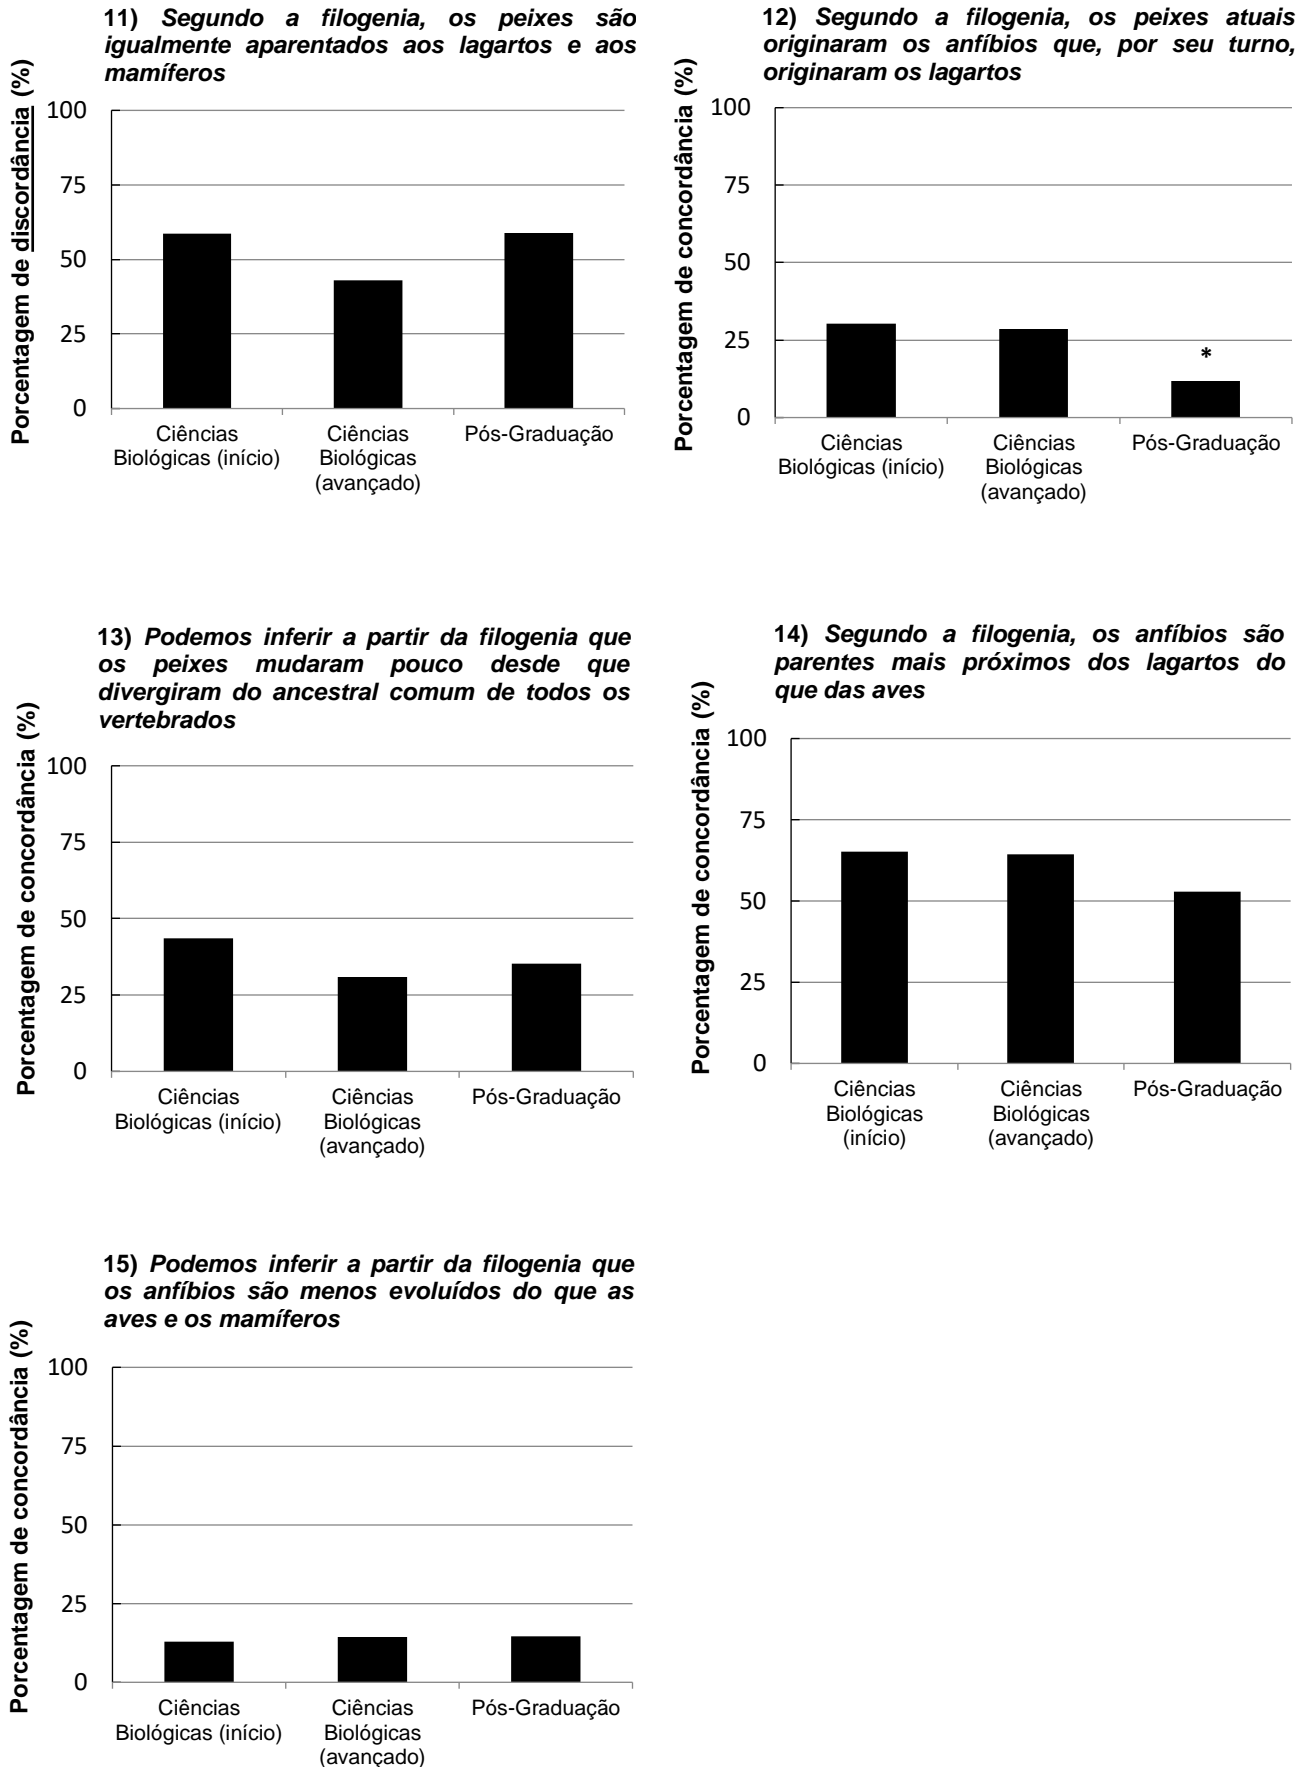 11) Segundo a filogenia, os peixes são
igualmente aparentados aos lagartos e aos
mamíferos
Porcentagem de discordância (%)
100
75
50
25
0
Ciências
Biológicas (início)
Ciências
Biológicas
(avançado)
Pós-Graduação
12) Segundo a filogenia, os peixes atuais
originaram os anfíbios que, por seu turno,
originaram os lagartos
Porcentagem de concordância (%)
100
75
50
25
0
*
Ciências
Biológicas (início)
Ciências
Biológicas
(avançado)
Pós-Graduação
13) Podemos inferir a partir da filogenia que
os peixes mudaram pouco desde que
divergiram do ancestral comum de todos os
vertebrados
Porcentagem de concordância (%)
100
75
50
25
0
Ciências
Biológicas (início)
Ciências
Biológicas
(avançado)
Pós-Graduação
14) Segundo a filogenia, os anfíbios são
parentes mais próximos dos lagartos do
que das aves
Porcentagem de concordância (%)
100
75
50
25
0
Ciências
Biológicas
(início)
Ciências
Biológicas
(avançado)
Pós-Graduação
15) Podemos inferir a partir da filogenia que
os anfíbios são menos evoluídos do que as
aves e os mamíferos
Porcentagem de concordância (%)
100
75
50
25
0
Ciências
Biológicas (início)
Ciências
Biológicas
(avançado)
Pós-Graduação